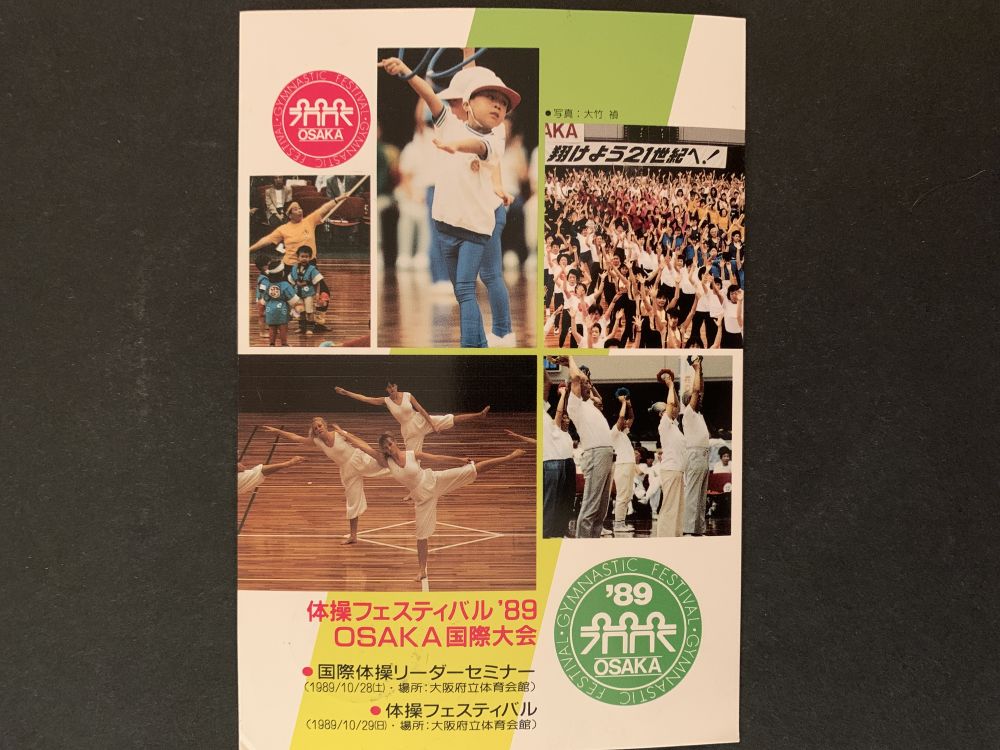 GYMNASTIC FESTIVAL・GYMNASTIC FESTIVAL・
OSAKA
●写真：大竹 禎
AKA
翔けよう21世紀へ！
体操フェスティバル'89
OSAKA国際大会
●国際体操リーダーセミナー
(1989/10/28(土)・場所：大阪府立体育会館)
●体操フェスティバル
(1989/10/29(日)・場所：大阪府立体育会館)
GYMNASTIC FESTIVAL・GYMNASTIC FESTIVAL・
'89
OSAKA